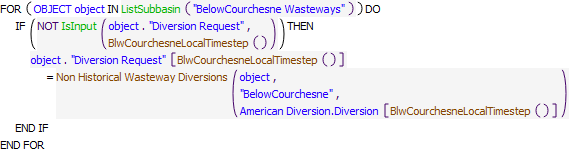 FOR ( OBJECT object IN ListSubbasin ( "BelowCourchesne Wasteways" ) ) DO
IF ( NOT IsInput ( object . "Diversion Request" ,
BlwCourchesneLocalTimestep ( ) ) ) THEN
object . "Diversion Request" [ BlwCourchesneLocalTimestep ( ) ]
= Non Historical Wasteway Diversions ( object ,
"BelowCourchesne" ,
American Diversion.Diversion [ BlwCourchesneLocalTimestep ( ) ] )
END IF
END FOR